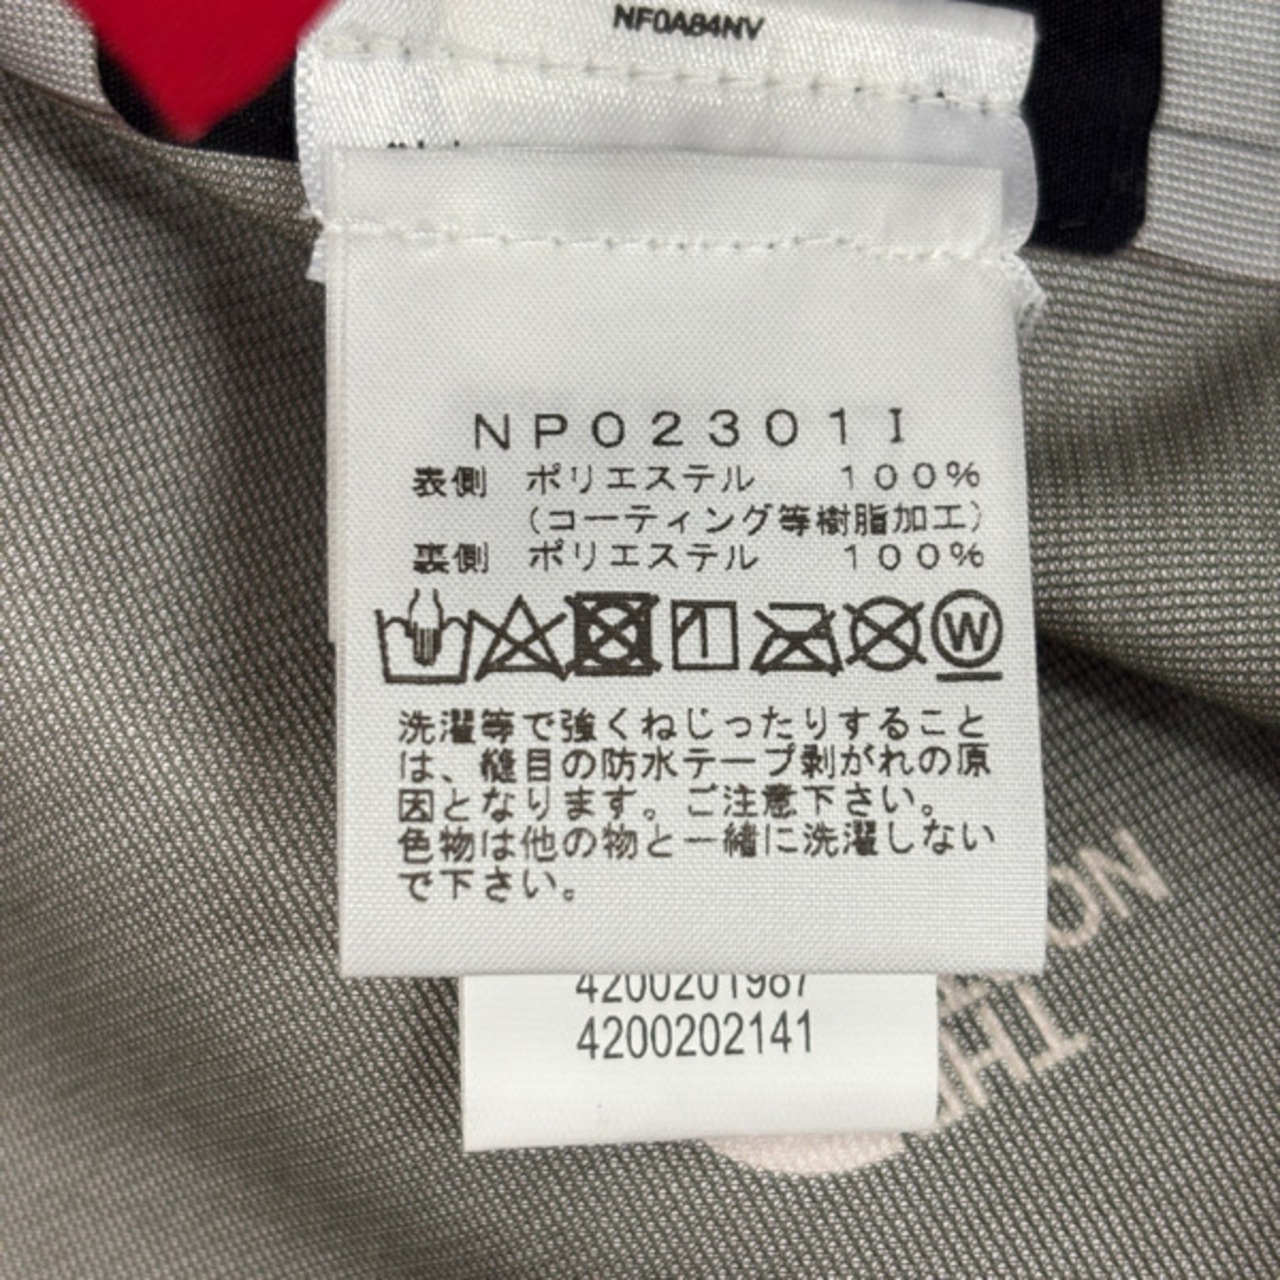 NF0A84NV
NP02301I
表側 ポリエステル 100%
(コーティング等樹脂加工)
裏側 ポリエステル 100%
W
洗濯等で強くねじったりすること
は、縫目の防水テープ剥がれの原
因となります。ご注意下さい。
色物は他の物と一緒に洗濯しない
で下さい。
4200201987
4200202141
NO
TH